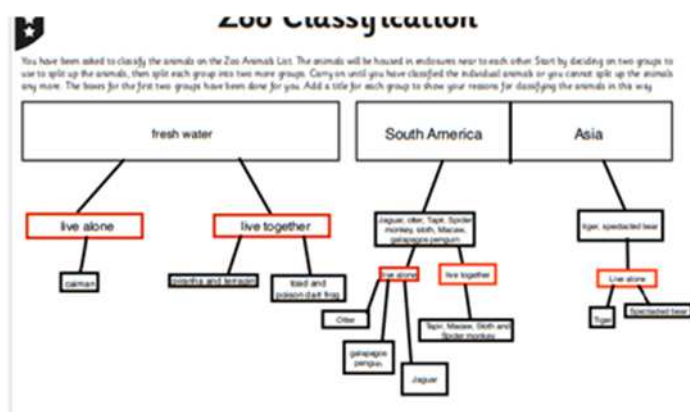 Zoo Classification
You have been asked to classify the animals on the Zoo Animals List. The animals will be housed in enclosures near to each other. Start by deciding on two groups to
use to split up the animals, then split each group into two more groups. Carry on until you have classified the individual animals or you cannot split up the animals
any more. The boxes for the first two groups have been done for you. Add a title for each group to show your reasons for classifying the animals in this way.
fresh water
South America
Asia
live alone
live together
Jaguar, otter, Tapir, Spider
monkey, sloth, Macaw,
galapagos penguin
tiger, spectacled bear
caiman
piranha and terrapin
toad and
poison dart frog
live alone
live together
Live alone
Otter
Tapir, Macaw, Sloth and
Spider monkey
Tiger
Spectacled bear
galapagos
penguin
Jaguar